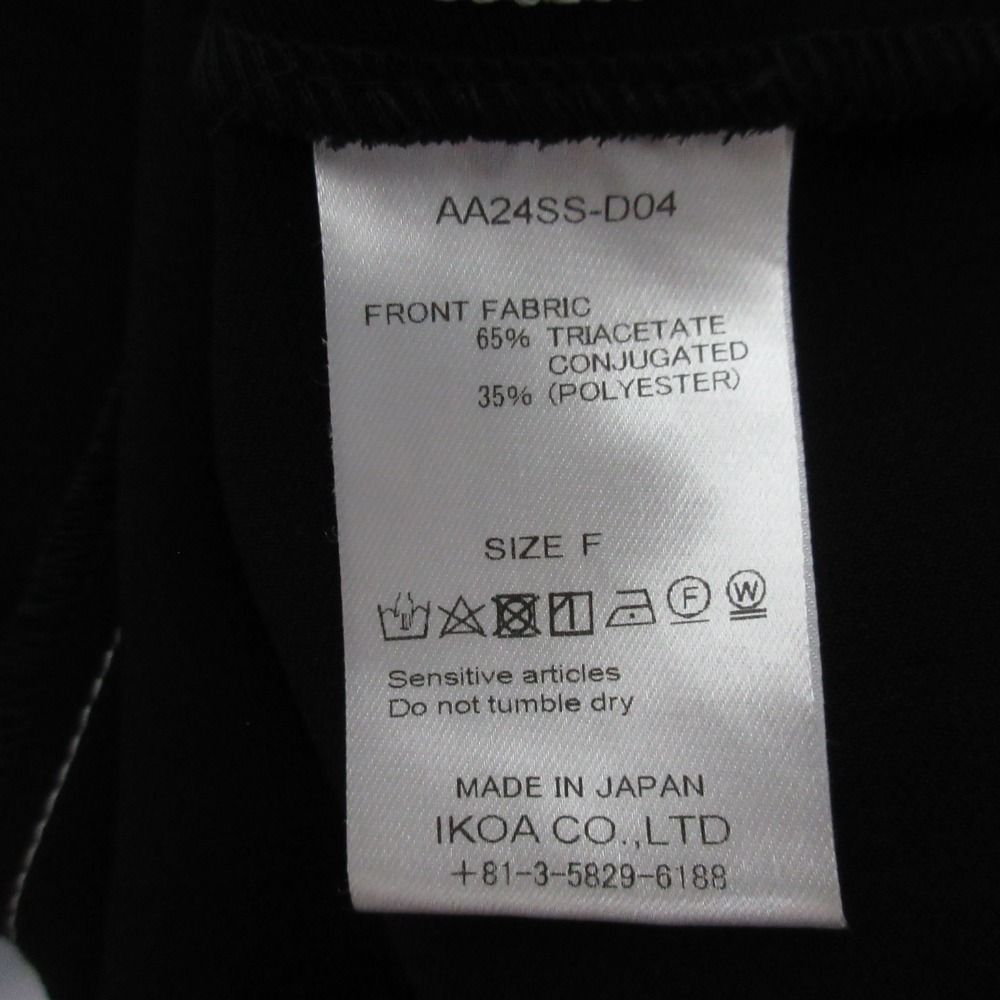 AA24SS-D04
FRONT FABRIC
65% TRIACETATE
CONJUGATED
35% (POLYESTER)
SIZE F
F W
Sensitive articles
Do not tumble dry
MADE IN JAPAN
IKOA CO.,LTD
+81-3-5829-6188